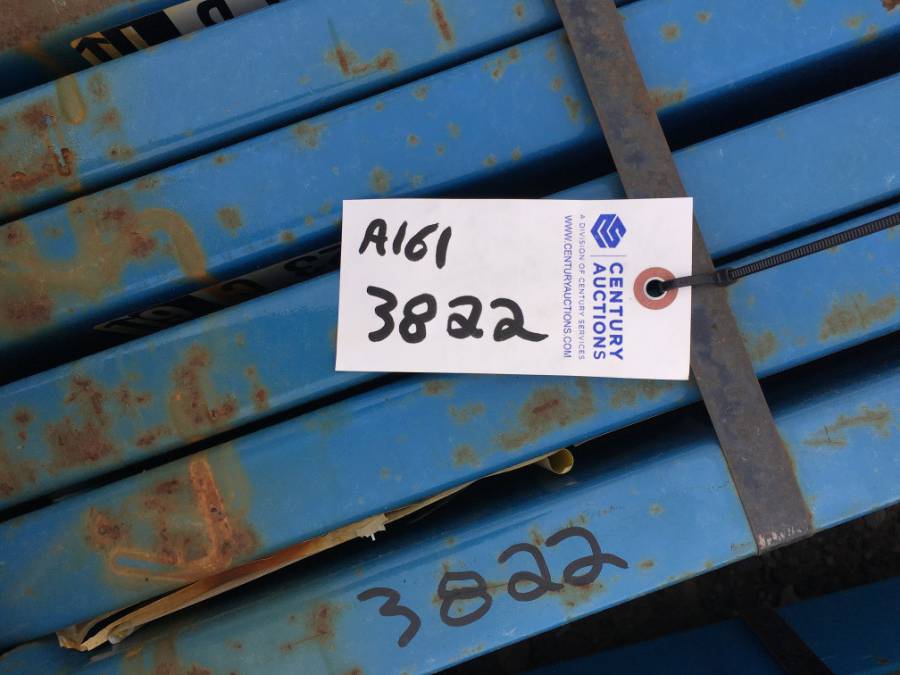 A161
3822
CENTURY
AUCTIONS
A DIVISION OF CENTURY SERVICES
WWW.CENTURYAUCTIONS.COM
3822